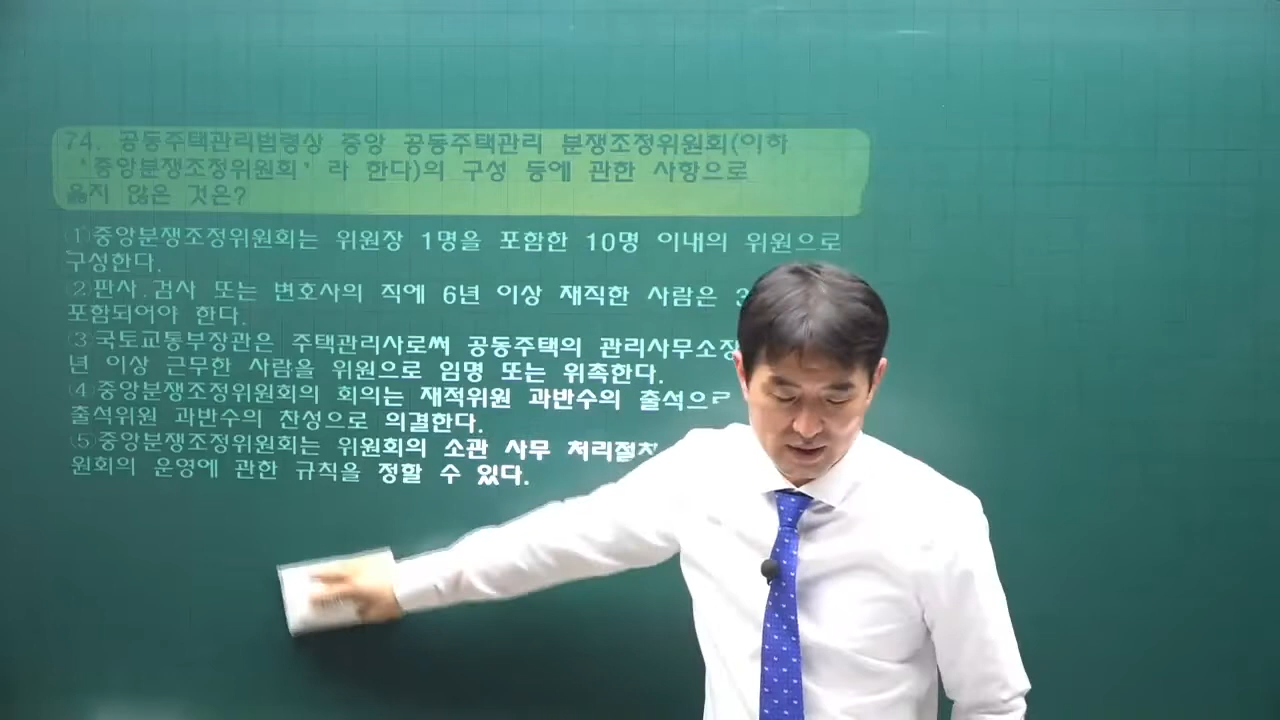 74. 공동주택관리법령상 중앙 공동주택관리 분쟁조정위원회(이하
'중앙분쟁조정위원회' 라 한다)의 구성 등에 관한 사항으로
옳지 않은 것은?
(1)중앙분쟁조정위원회는 위원장 1명을 포함한 10명 이내의 위원으로
구성한다.
(2)판사.검사 또는 변호사의 직에 6년 이상 재직한 사람은
포함되어야 한다.
(3)국토교통부장관은 주택관리사로써 공동주택의 관리사무소장
년 이상 근무한 사람을 위원으로 임명 또는 위촉한다.
(4)중앙분쟁조정위원회의 회의는 재적위원 과반수의 출석으로
출석위원 과반수의 찬성으로 의결한다.
(5)중앙분쟁조정위원회는 위원회의 소관 사무 처리절차
원회의 운영에 관한 규칙을 정할 수 있다.